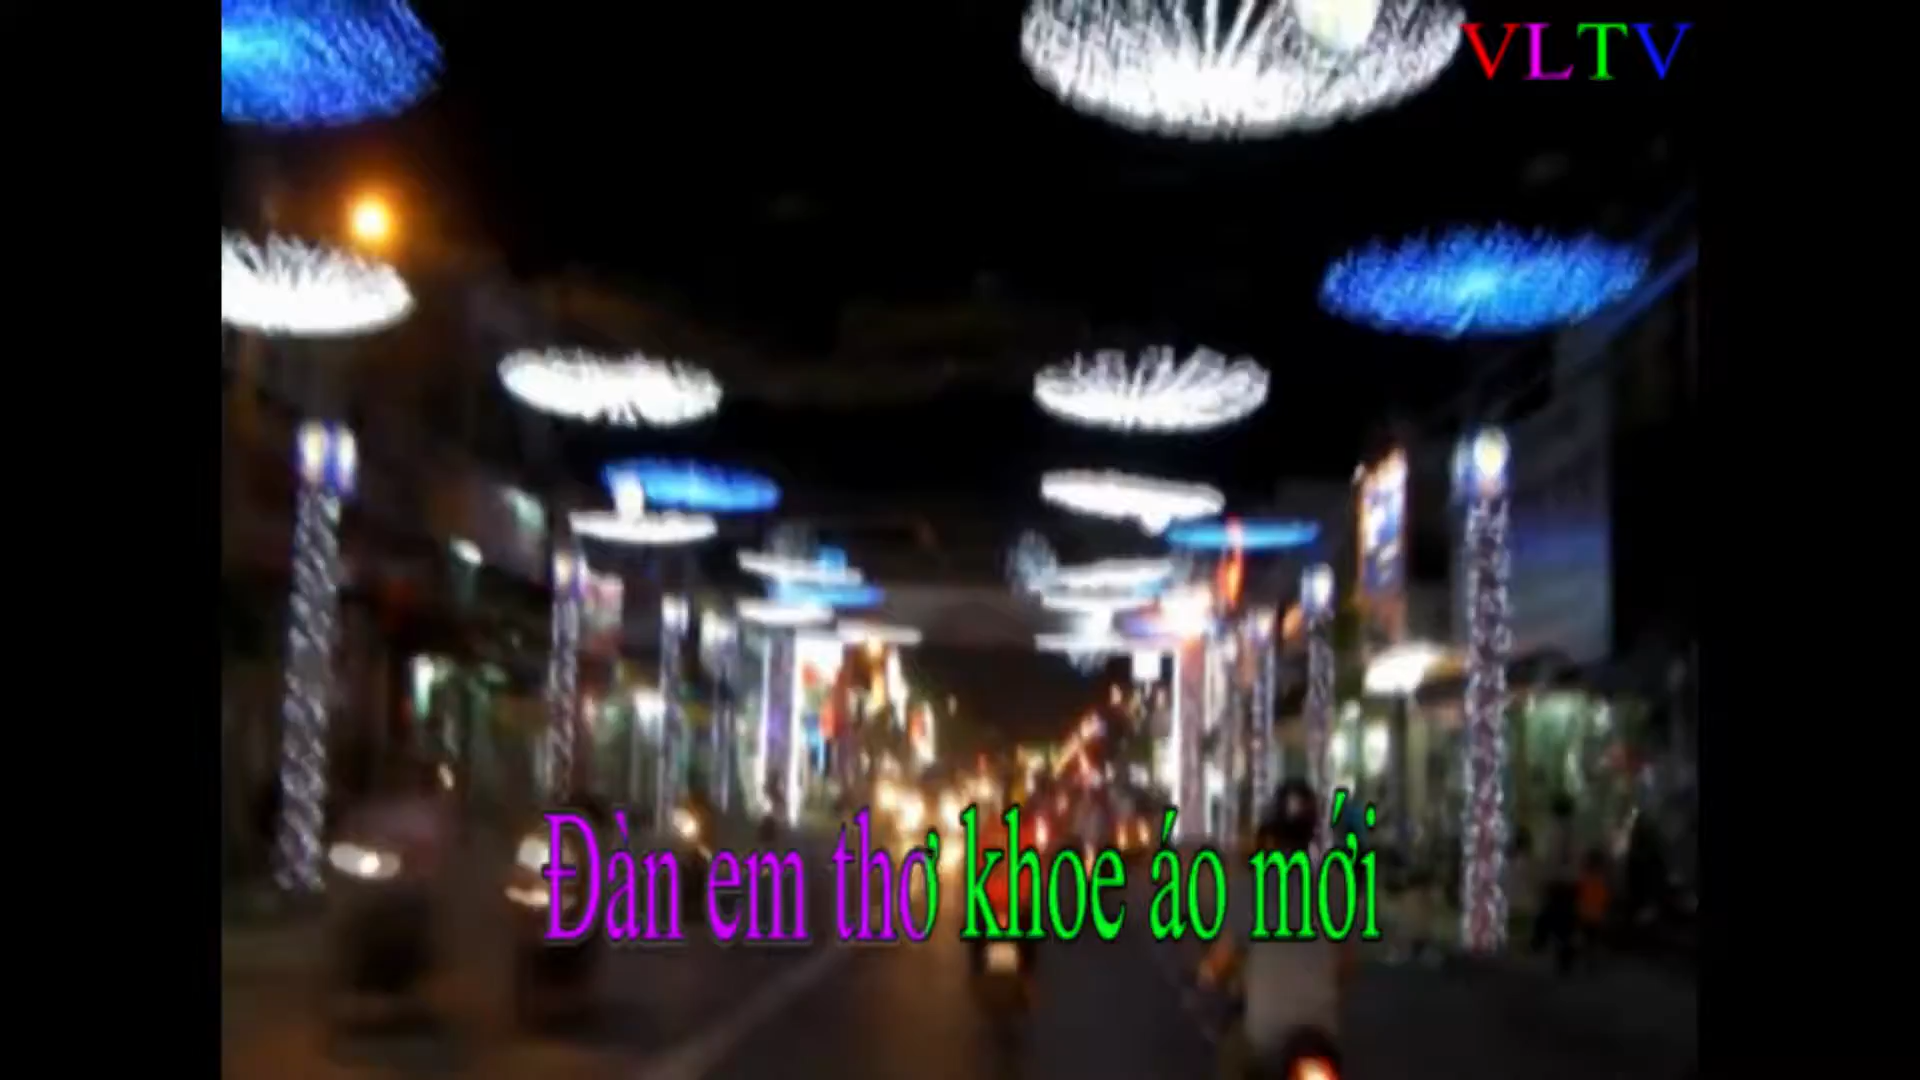 VLTV
Đàn em thơ khoe áo mới